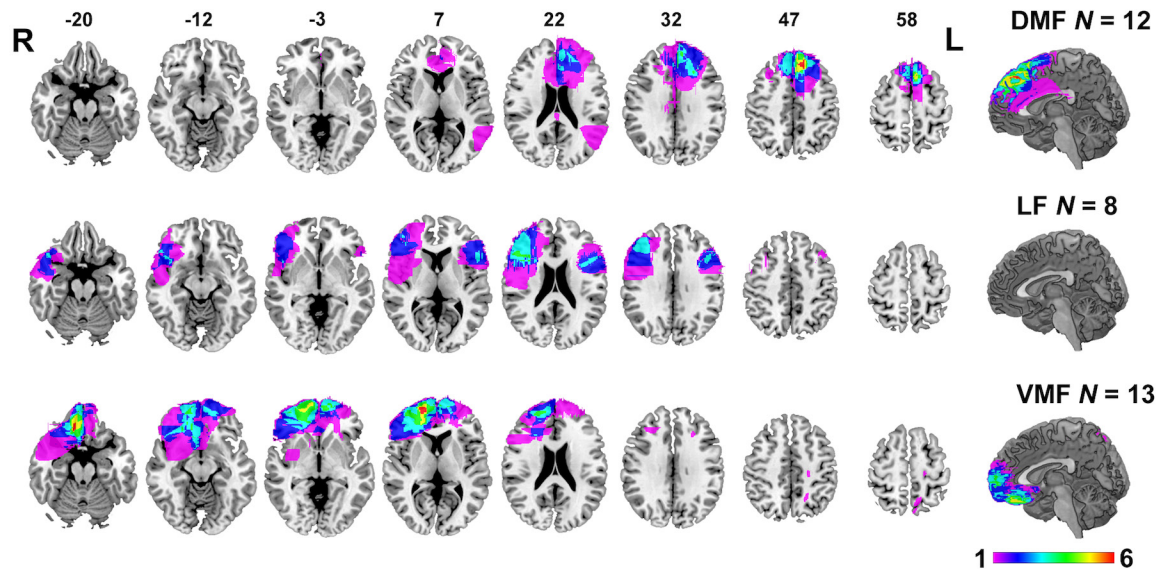 -20 -12 -3 7 22 32 47 58
R L DMF N = 12
LF N = 8
VMF N = 13
1 6